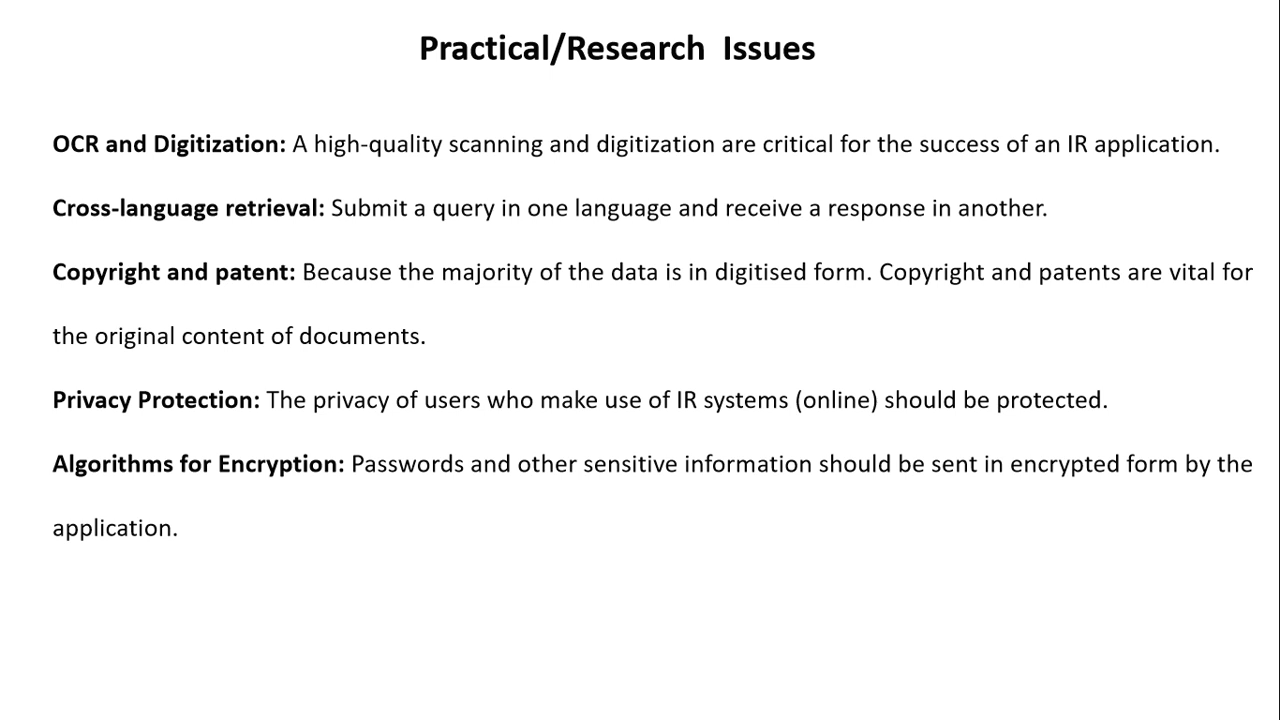 Practical/Research Issues
OCR and Digitization: A high-quality scanning and digitization are critical for the success of an IR application.
Cross-language retrieval: Submit a query in one language and receive a response in another.
Copyright and patent: Because the majority of the data is in digitised form. Copyright and patents are vital for
the original content of documents.
Privacy Protection: The privacy of users who make use of IR systems (online) should be protected.
Algorithms for Encryption: Passwords and other sensitive information should be sent in encrypted form by the
application.